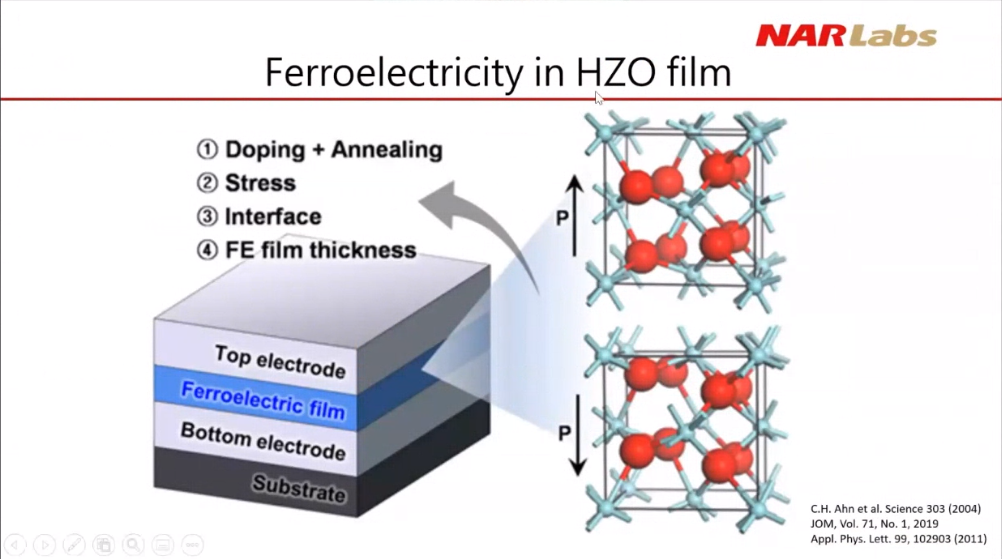 NARLabs
Ferroelectricity in HZO film
① Doping + Annealing
② Stress
③ Interface
④ FE film thickness
Top electrode
Ferroelectric film
Bottom electrode
Substrate
P
P
C.H. Ahn et al. Science 303 (2004)
JOM, Vol. 71, No. 1, 2019
Appl. Phys. Lett. 99, 102903 (2011)